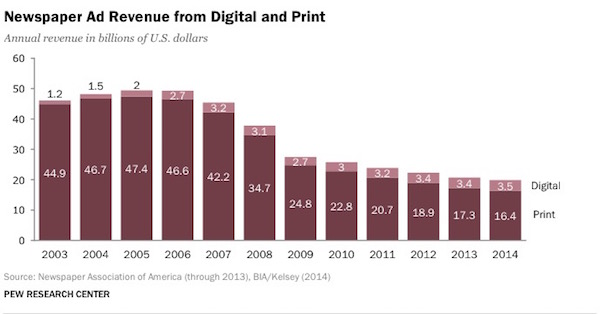 Newspaper Ad Revenue from Digital and Print
Annual revenue in billions of U.S. dollars
60
50
40
30
20
10
0
1.2 1.5 2 2.7 3.2 3.1 2.7 3 3.2 3.4 3.4 3.5 Digital
44.9 46.7 47.4 46.6 42.2 34.7 24.8 22.8 20.7 18.9 17.3 16.4 Print
2003 2004 2005 2006 2007 2008 2009 2010 2011 2012 2013 2014
Source: Newspaper Association of America (through 2013), BIA/Kelsey (2014)
PEW RESEARCH CENTER